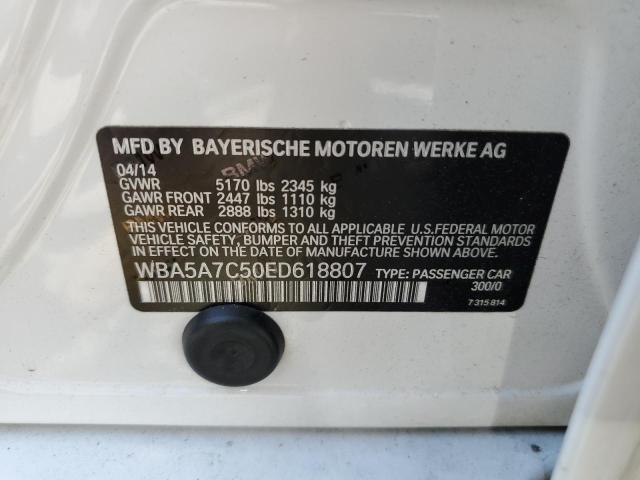 MFD BY BAYERISCHE MOTOREN WERKE AG
04/14
GVWR 5170 lbs 2345 kg
GAWR FRONT 2447 lbs 1110 kg
GAWR REAR 2888 lbs 1310 kg
THIS VEHICLE CONFORMS TO ALL APPLICABLE U.S.FEDERAL MOTOR
VEHICLE SAFETY, BUMPER AND THEFT PREVENTION STANDARDS
IN EFFECT ON THE DATE OF MANUFACTURE SHOWN ABOVE.
WBA5A7C50ED618807 TYPE: PASSENGER CAR
300/0
7 315 814